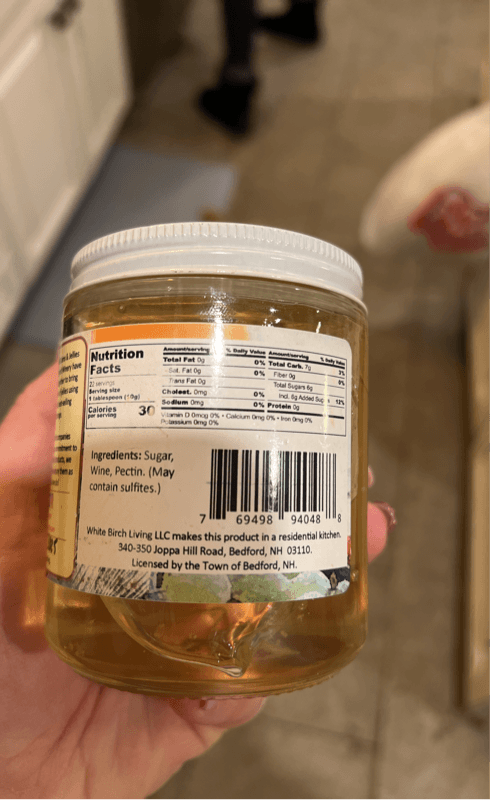 Nutrition
Facts
22 servings
Serving size
1 tablespoon (10g)
Calories 30
per serving
Amount/serving % Daily Value
Total Fat 0g 0%
Sat. Fat 0g 0%
Trans Fat 0g
Cholest. 0mg 0%
Sodium 0mg 0%
Amount/serving % Daily Value
Total Carb. 7g
Fiber 0g 0%
Total Sugars 6g
Incl. 6g Added 12%
Protein 0g
Vitamin D 0mcg 0% • Calcium 0mg 0% • Iron 0mg 0%
Potassium 0mg 0%
Ingredients: Sugar,
Wine, Pectin. (May
contain sulfites.)
7 69498 94048 8
White Birch Living LLC makes this product in a residential kitchen.
340-350 Joppa Hill Road, Bedford, NH 03110.
Licensed by the Town of Bedford, NH.